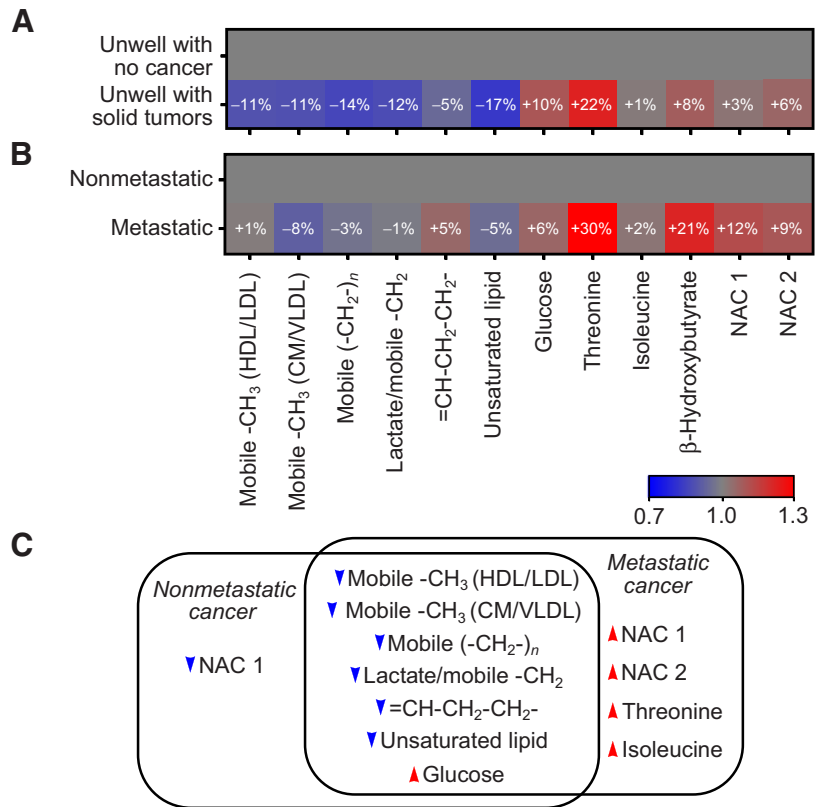 A
Unwell with
no cancer
Unwell with
solid tumors
–11% –11% –14% –12% –5% –17% +10% +22% +1% +8% +3% +6%
B
Nonmetastatic
Metastatic
+1% –8% –3% –1% +5% –5% +6% +30% +2% +21% +12% +9%
Mobile -CH₃ (HDL/LDL)
Mobile -CH₃ (CM/VLDL)
Mobile (-CH₂-)ₙ
Lactate/mobile -CH₂
=CH-CH₂-CH₂-
Unsaturated lipid
Glucose
Threonine
Isoleucine
β-Hydroxybutyrate
NAC 1
NAC 2
0.7 1.0 1.3
C
Nonmetastatic
cancer
NAC 1
Mobile -CH₃ (HDL/LDL)
Mobile -CH₃ (CM/VLDL)
Mobile (-CH₂-)ₙ
Lactate/mobile -CH₂
=CH-CH₂-CH₂-
Unsaturated lipid
Glucose
Metastatic
cancer
NAC 1
NAC 2
Threonine
Isoleucine